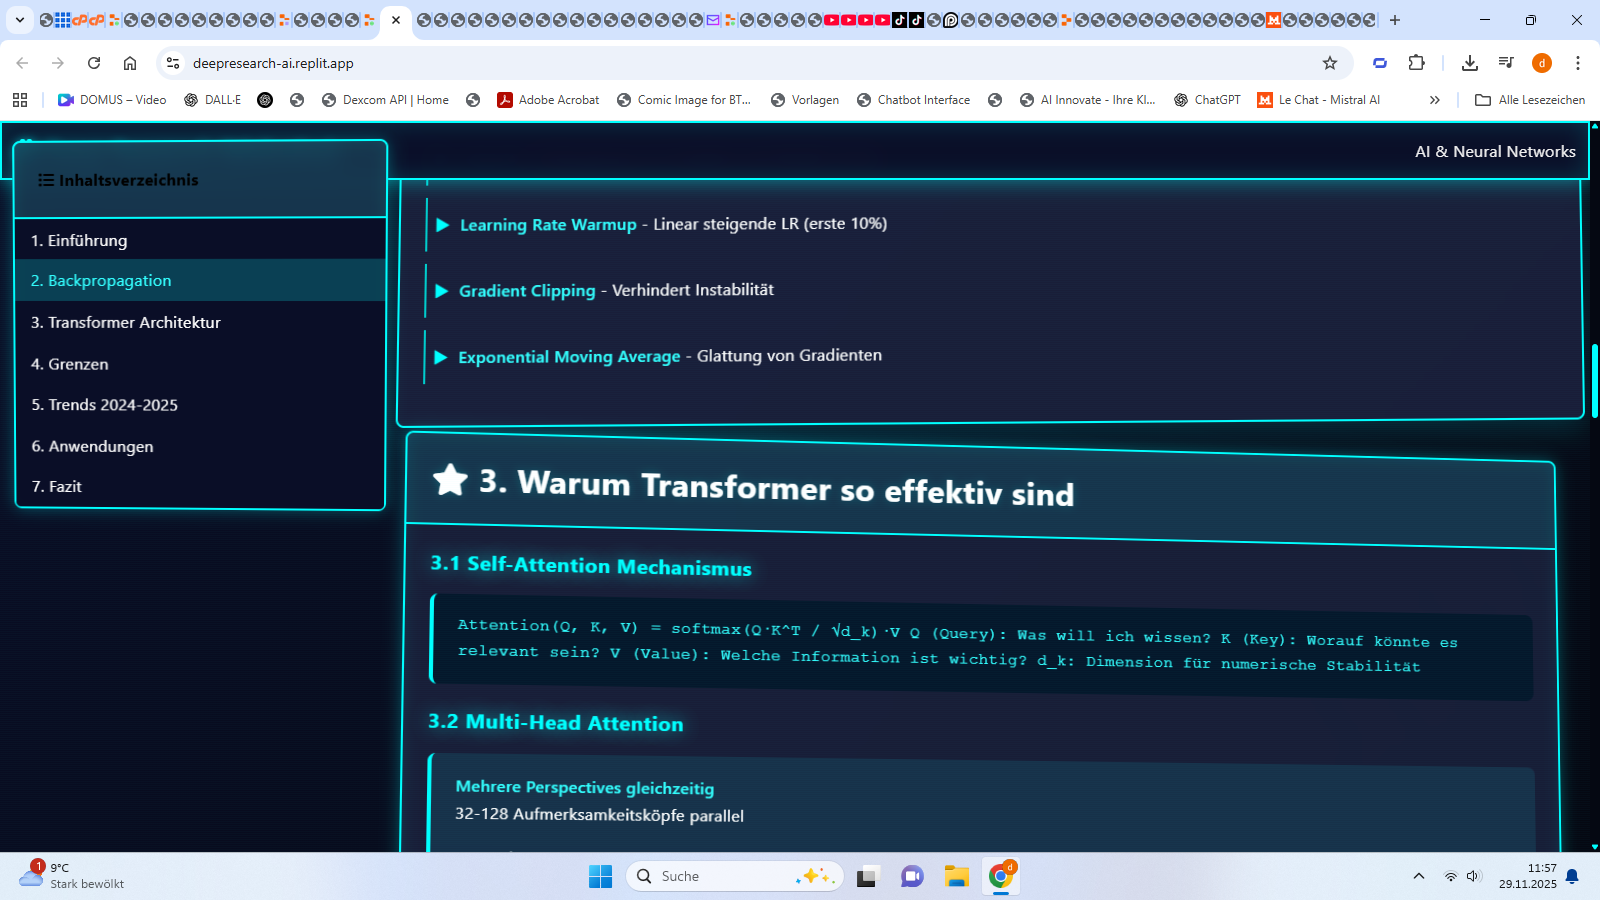 deepresearch-ai.replit.app
d
DOMUS – Video
DALL·E
Dexcom API | Home
Adobe Acrobat
Comic Image for BT...
Vorlagen
Chatbot Interface
AI Innovate - Ihre KI...
ChatGPT
Le Chat - Mistral AI
Alle Lesezeichen
AI & Neural Networks
Inhaltsverzeichnis
1. Einführung
2. Backpropagation
3. Transformer Architektur
4. Grenzen
5. Trends 2024-2025
6. Anwendungen
7. Fazit
Learning Rate Warmup - Linear steigende LR (erste 10%)
Gradient Clipping - Verhindert Instabilität
Exponential Moving Average - Glattung von Gradienten
3. Warum Transformer so effektiv sind
3.1 Self-Attention Mechanismus
Attention(Q, K, V) = softmax(Q·K^T / √d_k)·V Q (Query): Was will ich wissen? K (Key): Worauf könnte es
relevant sein? V (Value): Welche Information ist wichtig? d_k: Dimension für numerische Stabilität
3.2 Multi-Head Attention
Mehrere Perspectives gleichzeitig
32-128 Aufmerksamkeitsköpfe parallel
1
9°C
Stark bewölkt
Suche
d
11:57
29.11.2025